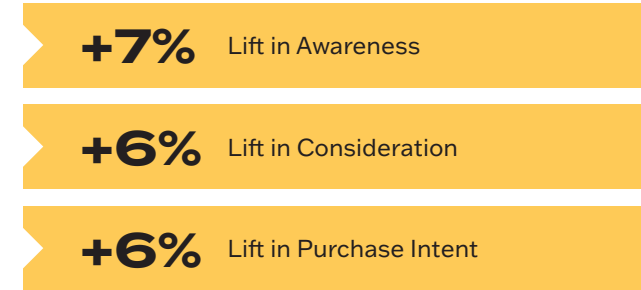 +7% Lift in Awareness
+6% Lift in Consideration
+6% Lift in Purchase Intent